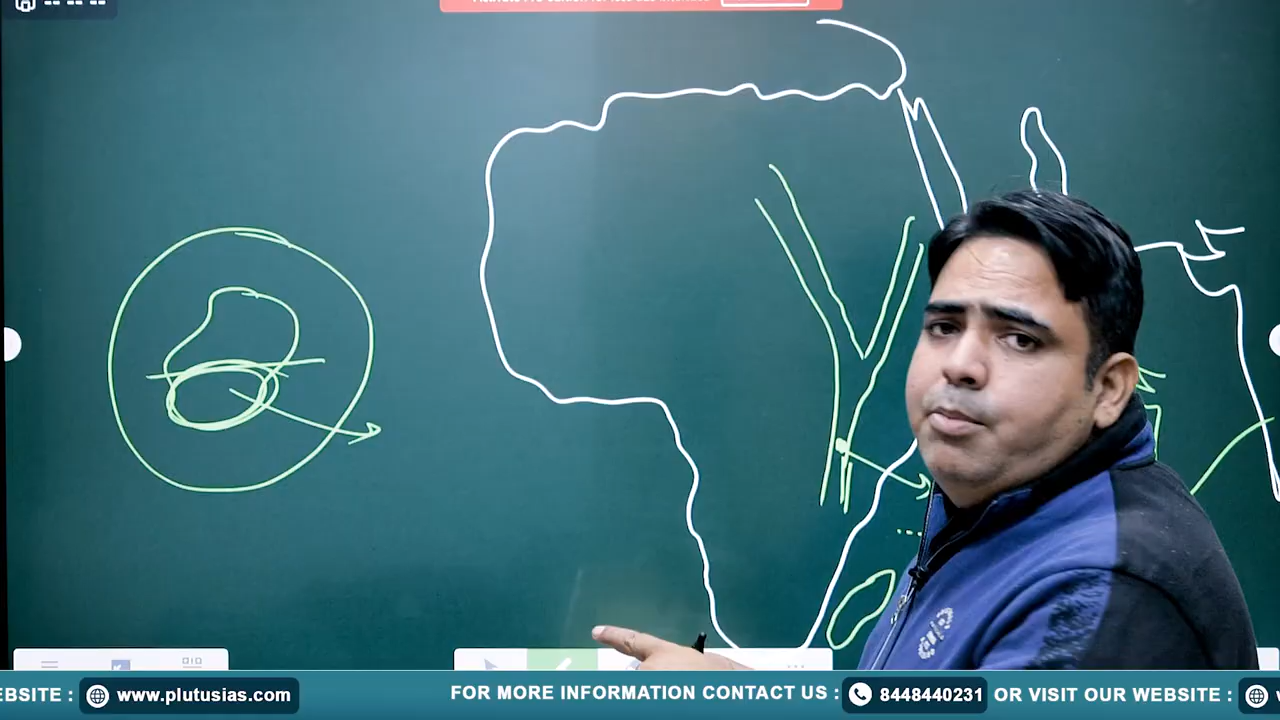 EBSITE : www.plutusias.com FOR MORE INFORMATION CONTACT US : 8448440231 OR VISIT OUR WEBSITE :